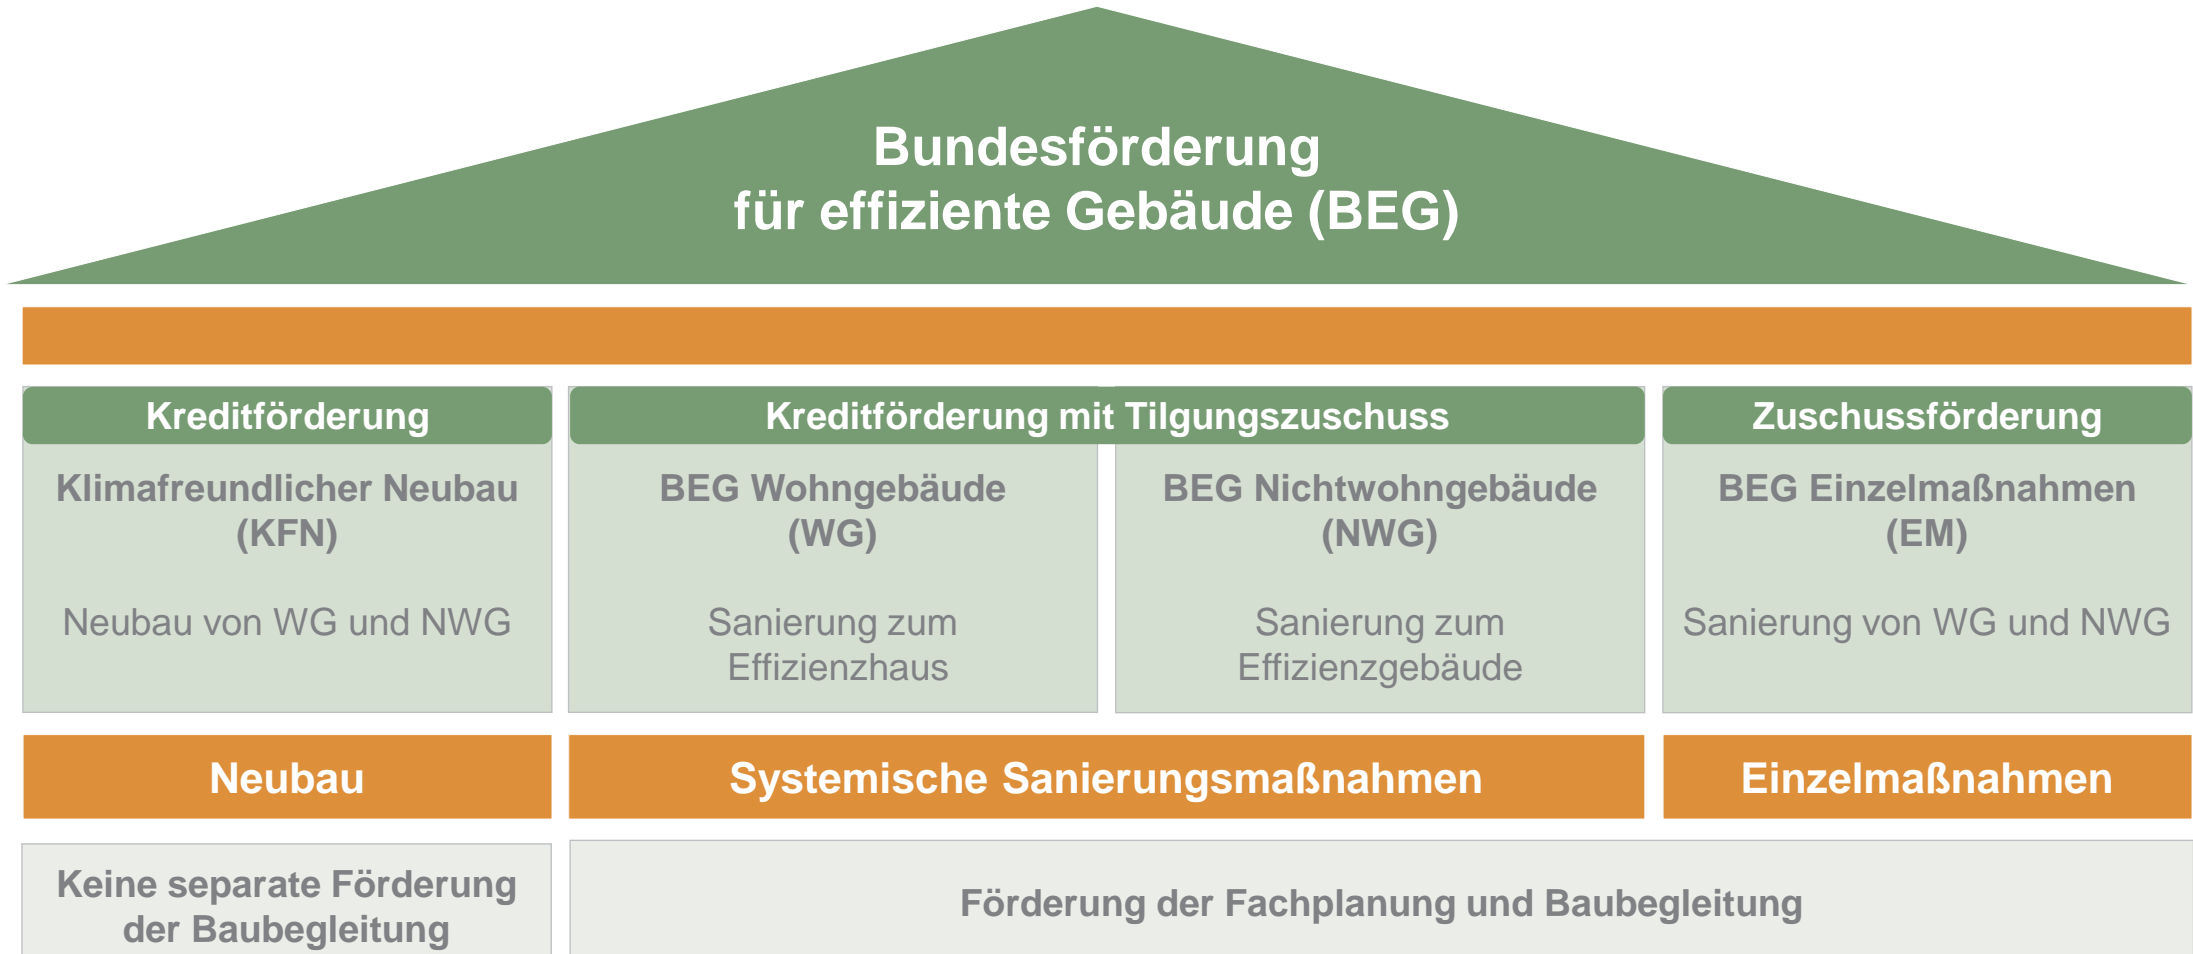 Bundesförderung
für effiziente Gebäude (BEG)
Kreditförderung
Kreditförderung mit Tilgungszuschuss
Zuschussförderung
Klimafreundlicher Neubau
(KFN)
Neubau von WG und NWG
BEG Wohngebäude
(WG)
Sanierung zum
Effizienzhaus
BEG Nichtwohngebäude
(NWG)
Sanierung zum
Effizienzgebäude
BEG Einzelmaßnahmen
(EM)
Sanierung von WG und NWG
Neubau
Systemische Sanierungsmaßnahmen
Einzelmaßnahmen
Keine separate Förderung
der Baubegleitung
Förderung der Fachplanung und Baubegleitung